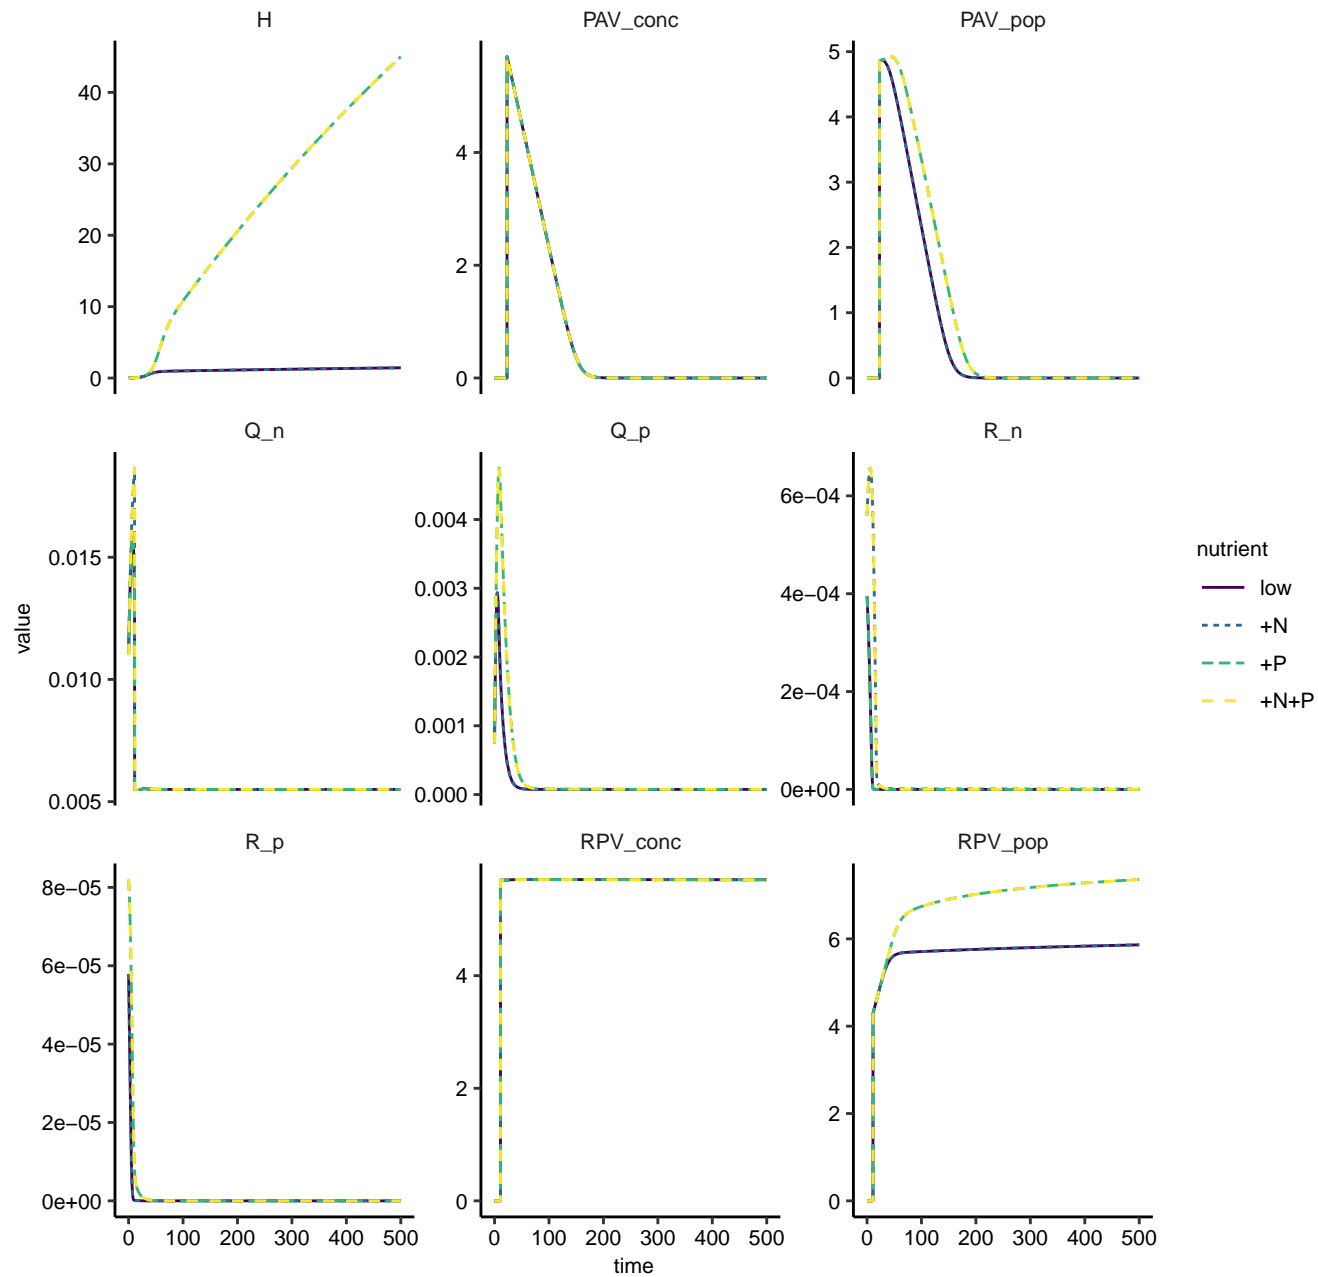 H
PAV_conc
PAV_pop
40
30
20
10
0
4
2
0
5
4
3
2
1
0
Q_n
Q_p
R_n
0.015
0.010
0.005
0.004
0.003
0.002
0.001
0.000
6e−04
4e−04
2e−04
0e+00
R_p
RPV_conc
RPV_pop
8e−05
6e−05
4e−05
2e−05
0e+00
4
2
0
6
4
2
0
0 100 200 300 400 500
0 100 200 300 400 500
0 100 200 300 400 500
time
value
nutrient
low
+N
+P
+N+P